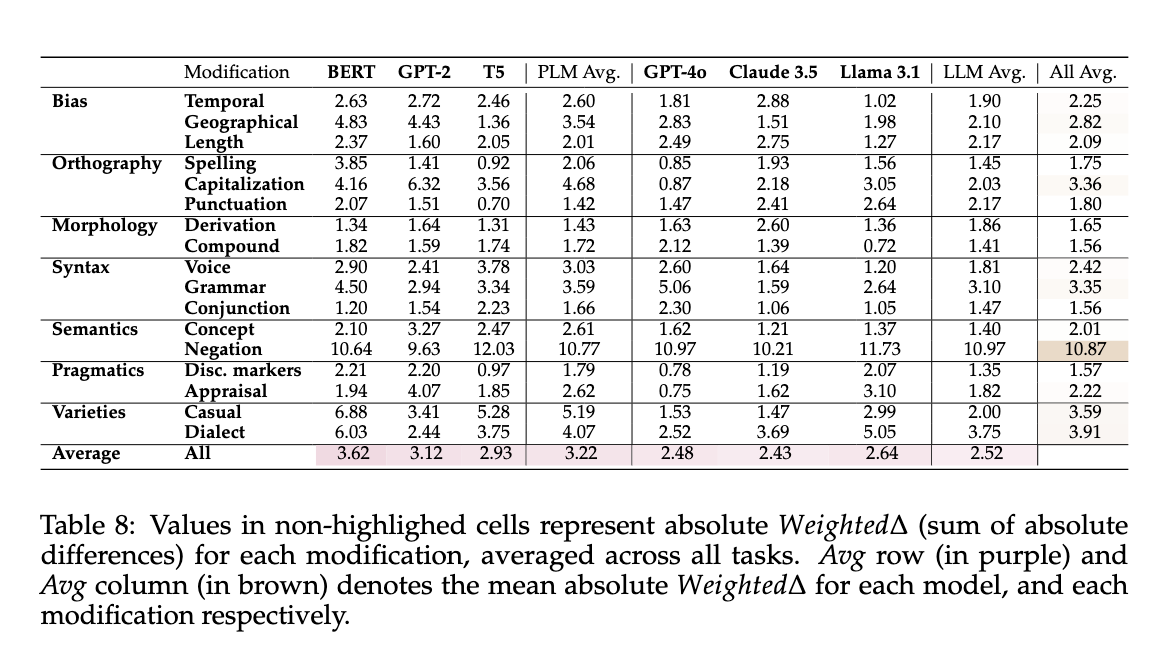 Modification BERT GPT-2 T5 PLM Avg. GPT-4o Claude 3.5 Llama 3.1 LLM Avg. All Avg.
Bias Temporal 2.63 2.72 2.46 2.60 1.81 2.88 1.02 1.90 2.25
Geographical 4.83 4.43 1.36 3.54 2.83 1.51 1.98 2.10 2.82
Length 2.37 1.60 2.05 2.01 2.49 2.75 1.27 2.17 2.09
Orthography Spelling 3.85 1.41 0.92 2.06 0.85 1.93 1.56 1.45 1.75
Capitalization 4.16 6.32 3.56 4.68 0.87 2.18 3.05 2.03 3.36
Punctuation 2.07 1.51 0.70 1.42 1.47 2.41 2.64 2.17 1.80
Morphology Derivation 1.34 1.64 1.31 1.43 1.63 2.60 1.36 1.86 1.65
Compound 1.82 1.59 1.74 1.72 2.12 1.39 0.72 1.41 1.56
Syntax Voice 2.90 2.41 3.78 3.03 2.60 1.64 1.20 1.81 2.42
Grammar 4.50 2.94 3.34 3.59 5.06 1.59 2.64 3.10 3.35
Conjunction 1.20 1.54 2.23 1.66 2.30 1.06 1.05 1.47 1.56
Semantics Concept 2.10 3.27 2.47 2.61 1.62 1.21 1.37 1.40 2.01
Negation 10.64 9.63 12.03 10.77 10.97 10.21 11.73 10.97 10.87
Pragmatics Disc. markers 2.21 2.20 0.97 1.79 0.78 1.19 2.07 1.35 1.57
Appraisal 1.94 4.07 1.85 2.62 0.75 1.62 3.10 1.82 2.22
Varieties Casual 6.88 3.41 5.28 5.19 1.53 1.47 2.99 2.00 3.59
Dialect 6.03 2.44 3.75 4.07 2.52 3.69 5.05 3.75 3.91
Average All 3.62 3.12 2.93 3.22 2.48 2.43 2.64 2.52
Table 8: Values in non-highlighed cells represent absolute WeightedΔ (sum of absolute
differences) for each modification, averaged across all tasks. Avg row (in purple) and
Avg column (in brown) denotes the mean absolute WeightedΔ for each model, and each
modification respectively.